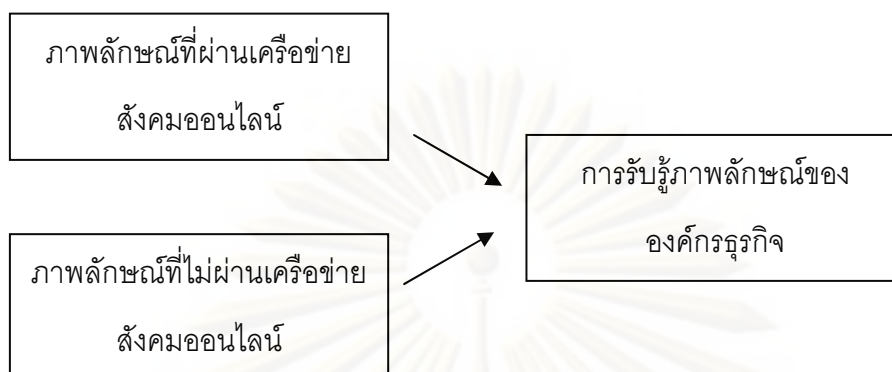 ภาพลักษณ์ที่ผ่านเครือข่าย
สังคมออนไลน์
การรับรู้ภาพลักษณ์ของ
องค์กรธุรกิจ
ภาพลักษณ์ที่ไม่ผ่านเครือข่าย
สังคมออนไลน์